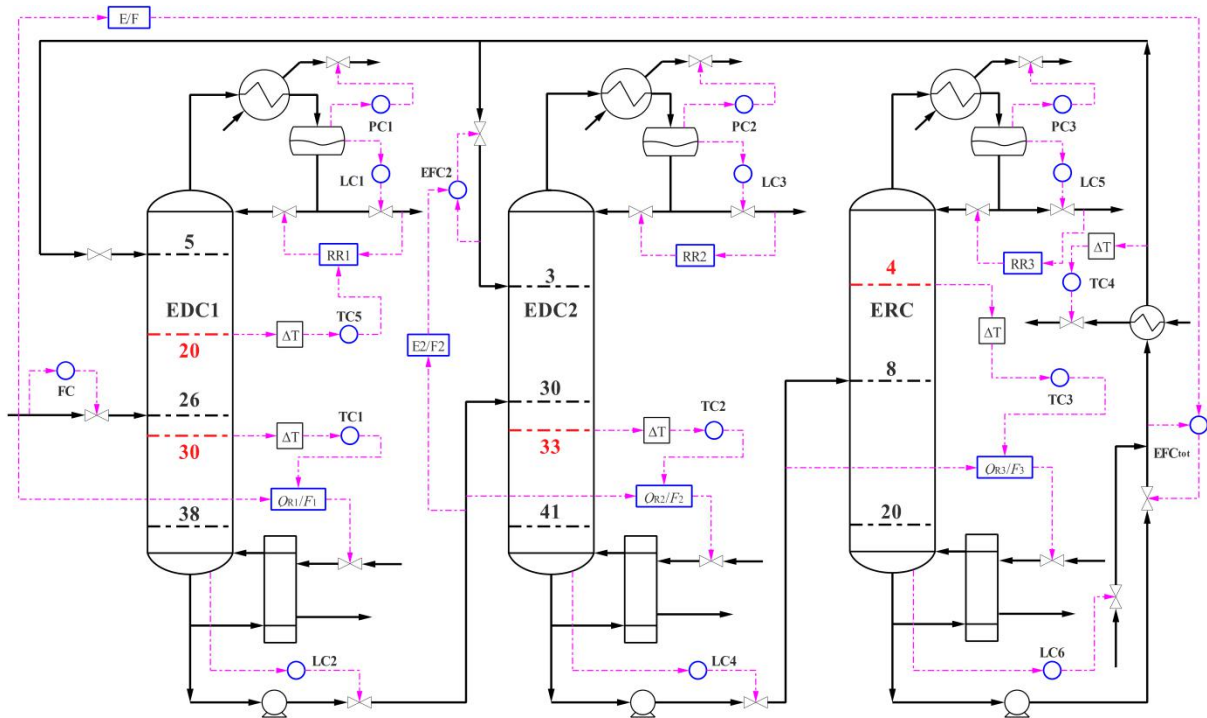 E/F
PC1
PC2
PC3
LC1
EFC2
LC3
LC5
5
RR1
RR2
RR3
ΔT
TC4
3
4
EDC1
EDC2
ERC
TC5
20
ΔT
E2/F2
ΔT
FC
8
TC3
26
30
TC1
TC2
30
ΔT
33
ΔT
EFCtot
OR1/F1
OR2/F2
OR3/F3
38
41
20
LC2
LC4
LC6